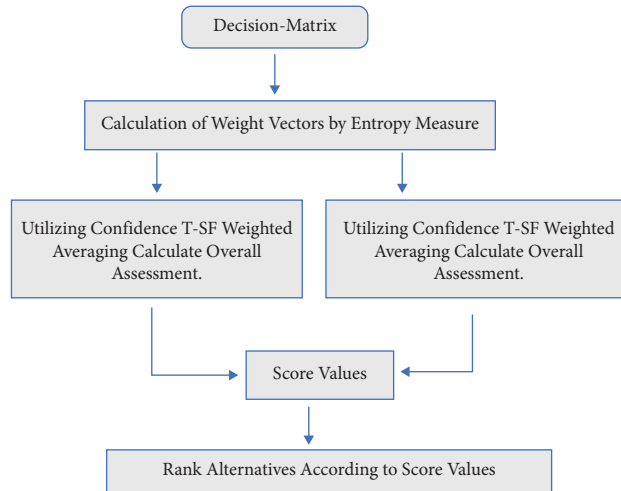 Decision-Matrix
Calculation of Weight Vectors by Entropy Measure
Utilizing Confidence T-SF Weighted
Averaging Calculate Overall
Assessment.
Utilizing Confidence T-SF Weighted
Averaging Calculate Overall
Assessment.
Score Values
Rank Alternatives According to Score Values